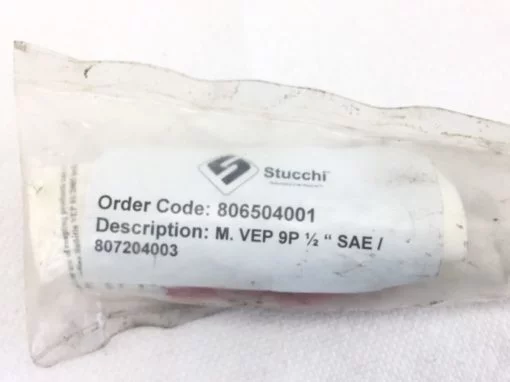 Stucchi
Order Code: 806504001
Description: M. VEP 9P ½ “ SAE /
807204003